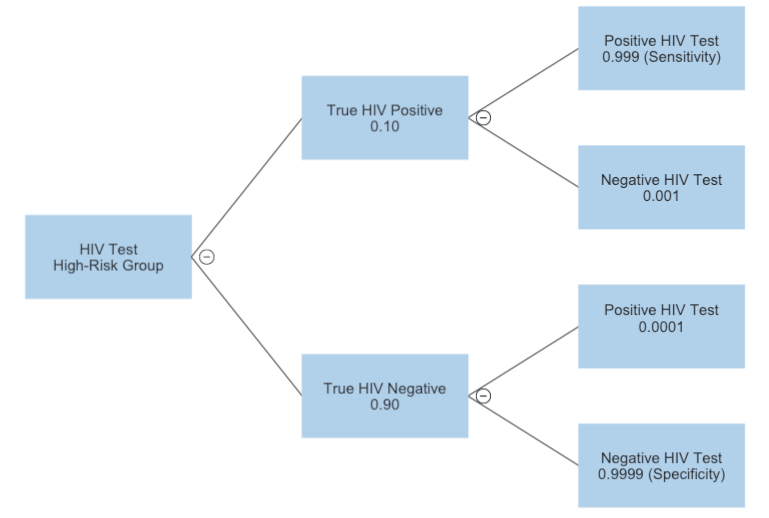 HIV Test
High-Risk Group
True HIV Positive
0.10
Positive HIV Test
0.999 (Sensitivity)
Negative HIV Test
0.001
True HIV Negative
0.90
Positive HIV Test
0.0001
Negative HIV Test
0.9999 (Specificity)